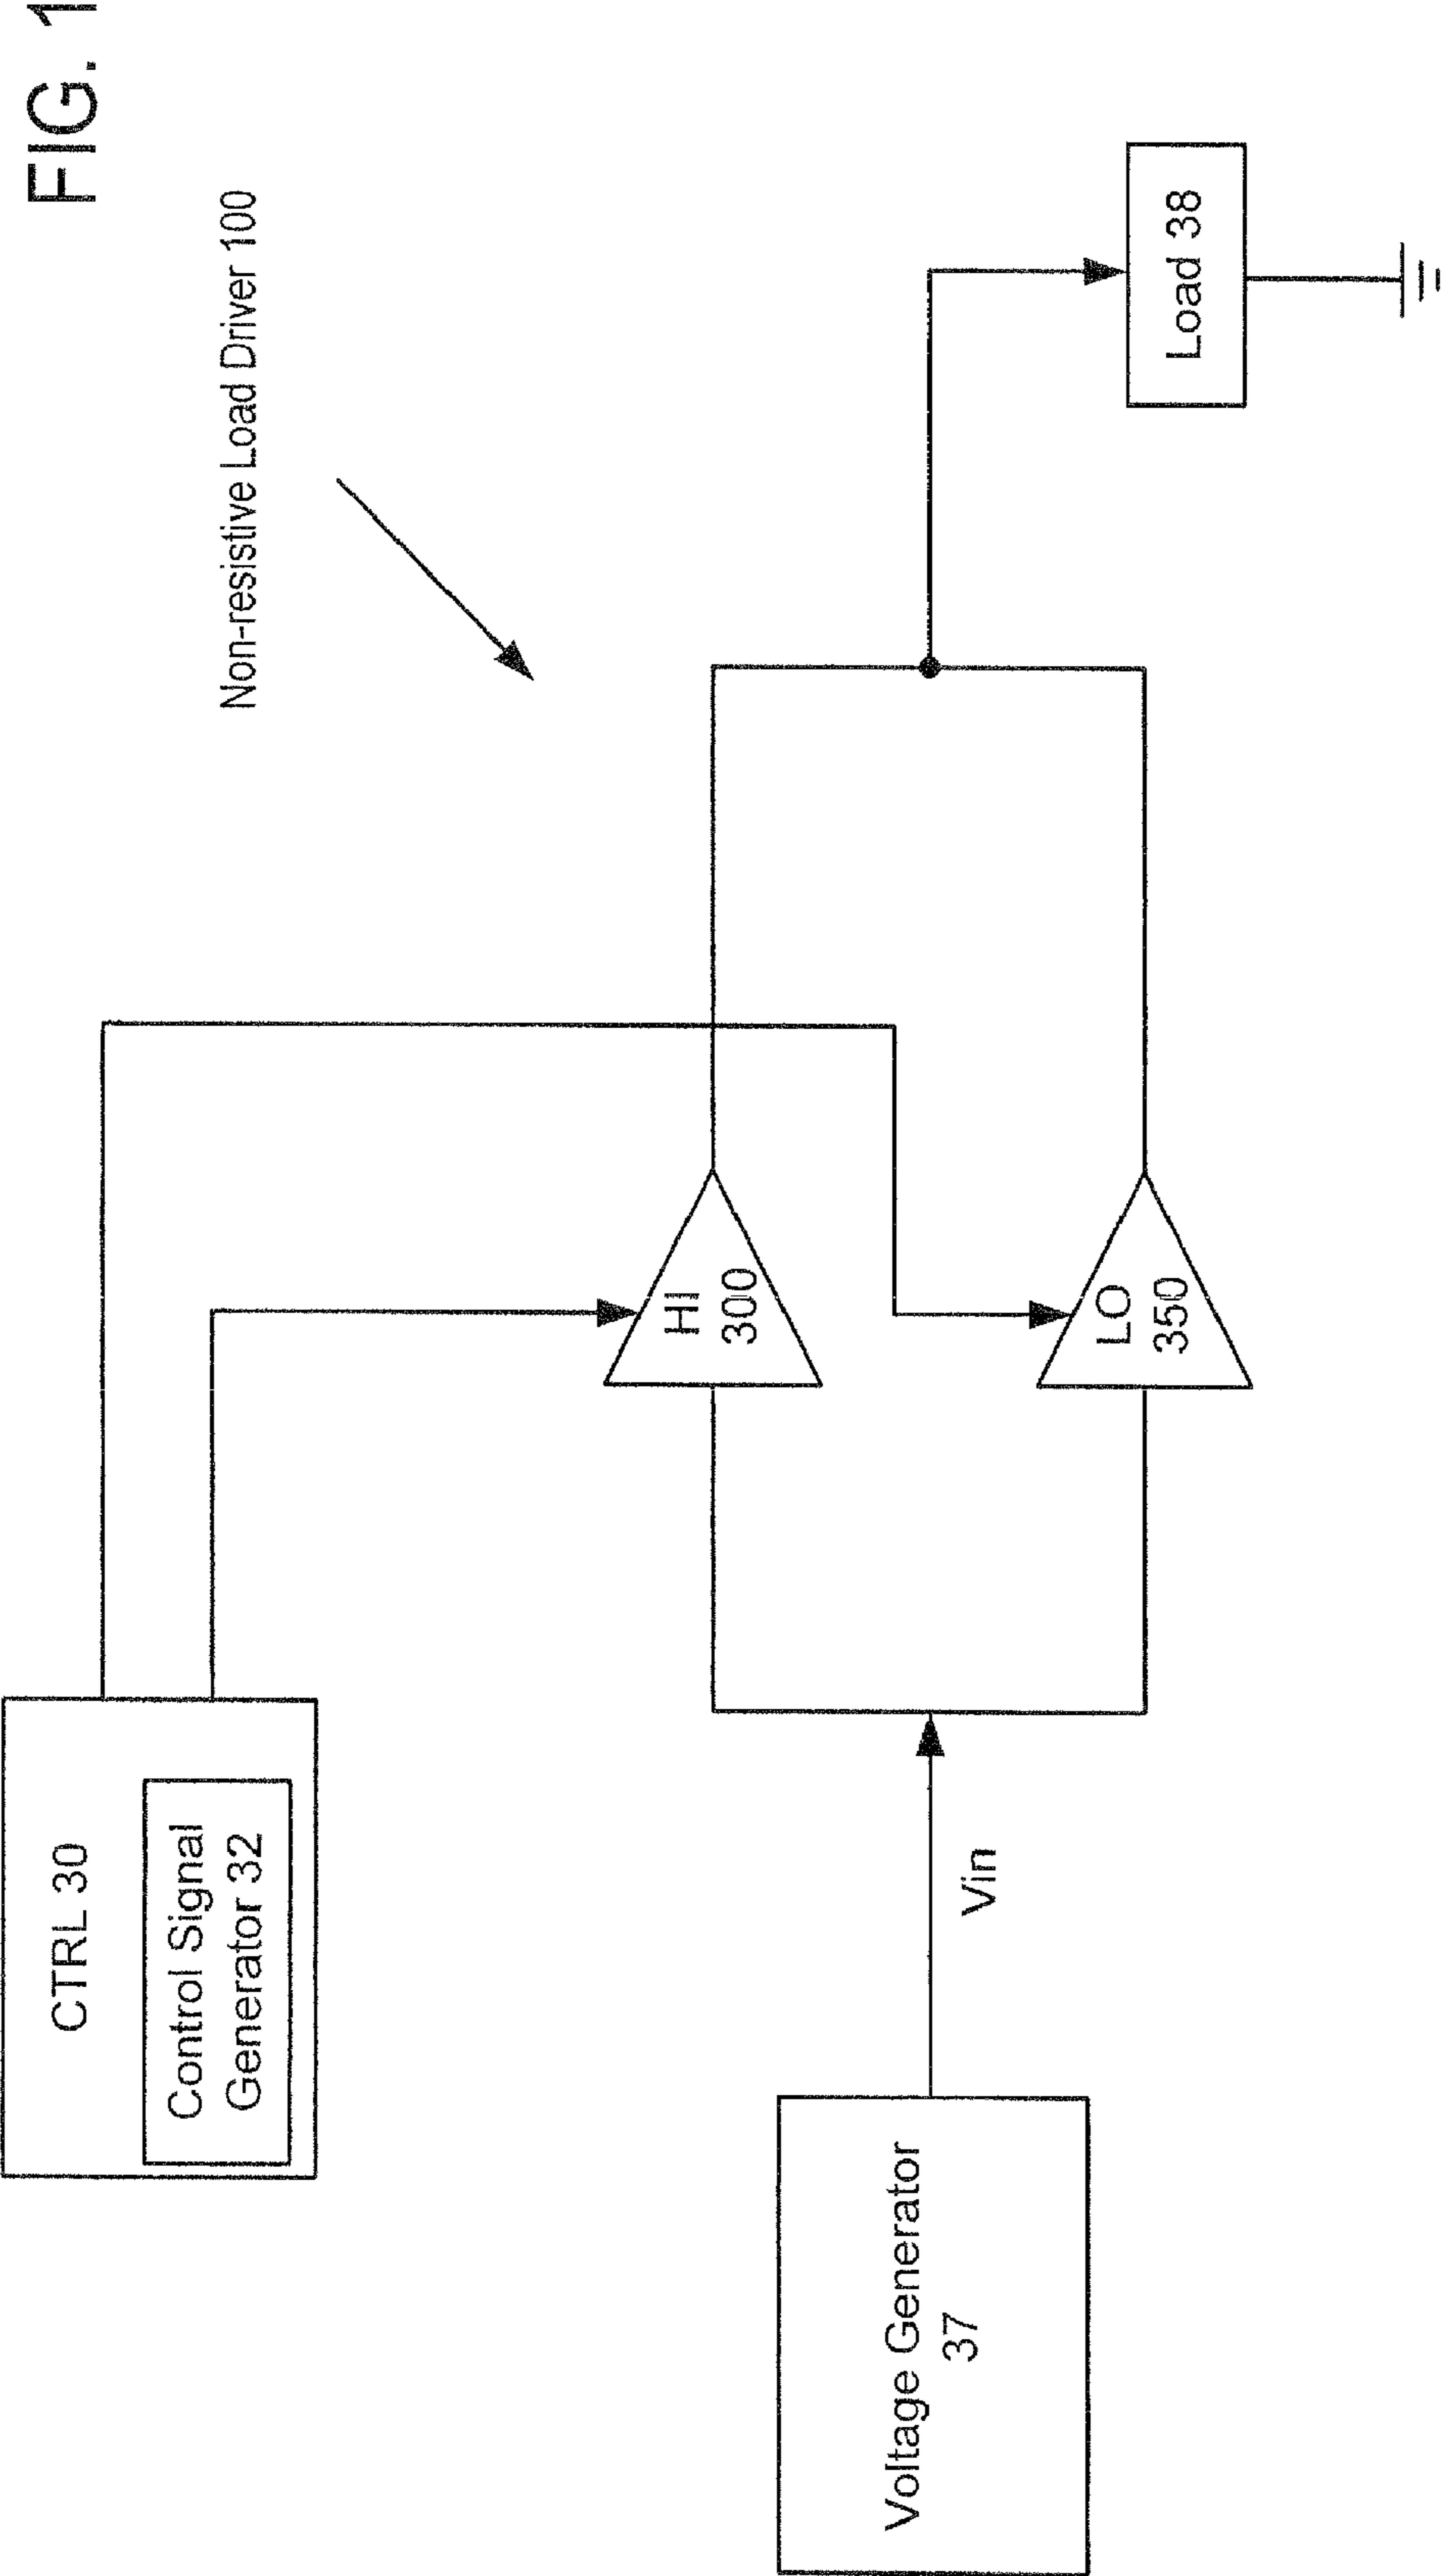 FIG. 1
Non-resistive Load Driver 100
CTRL 30
Control Signal
Generator 32
HI
300
LO
350
Load 38
Vin
Voltage Generator
37